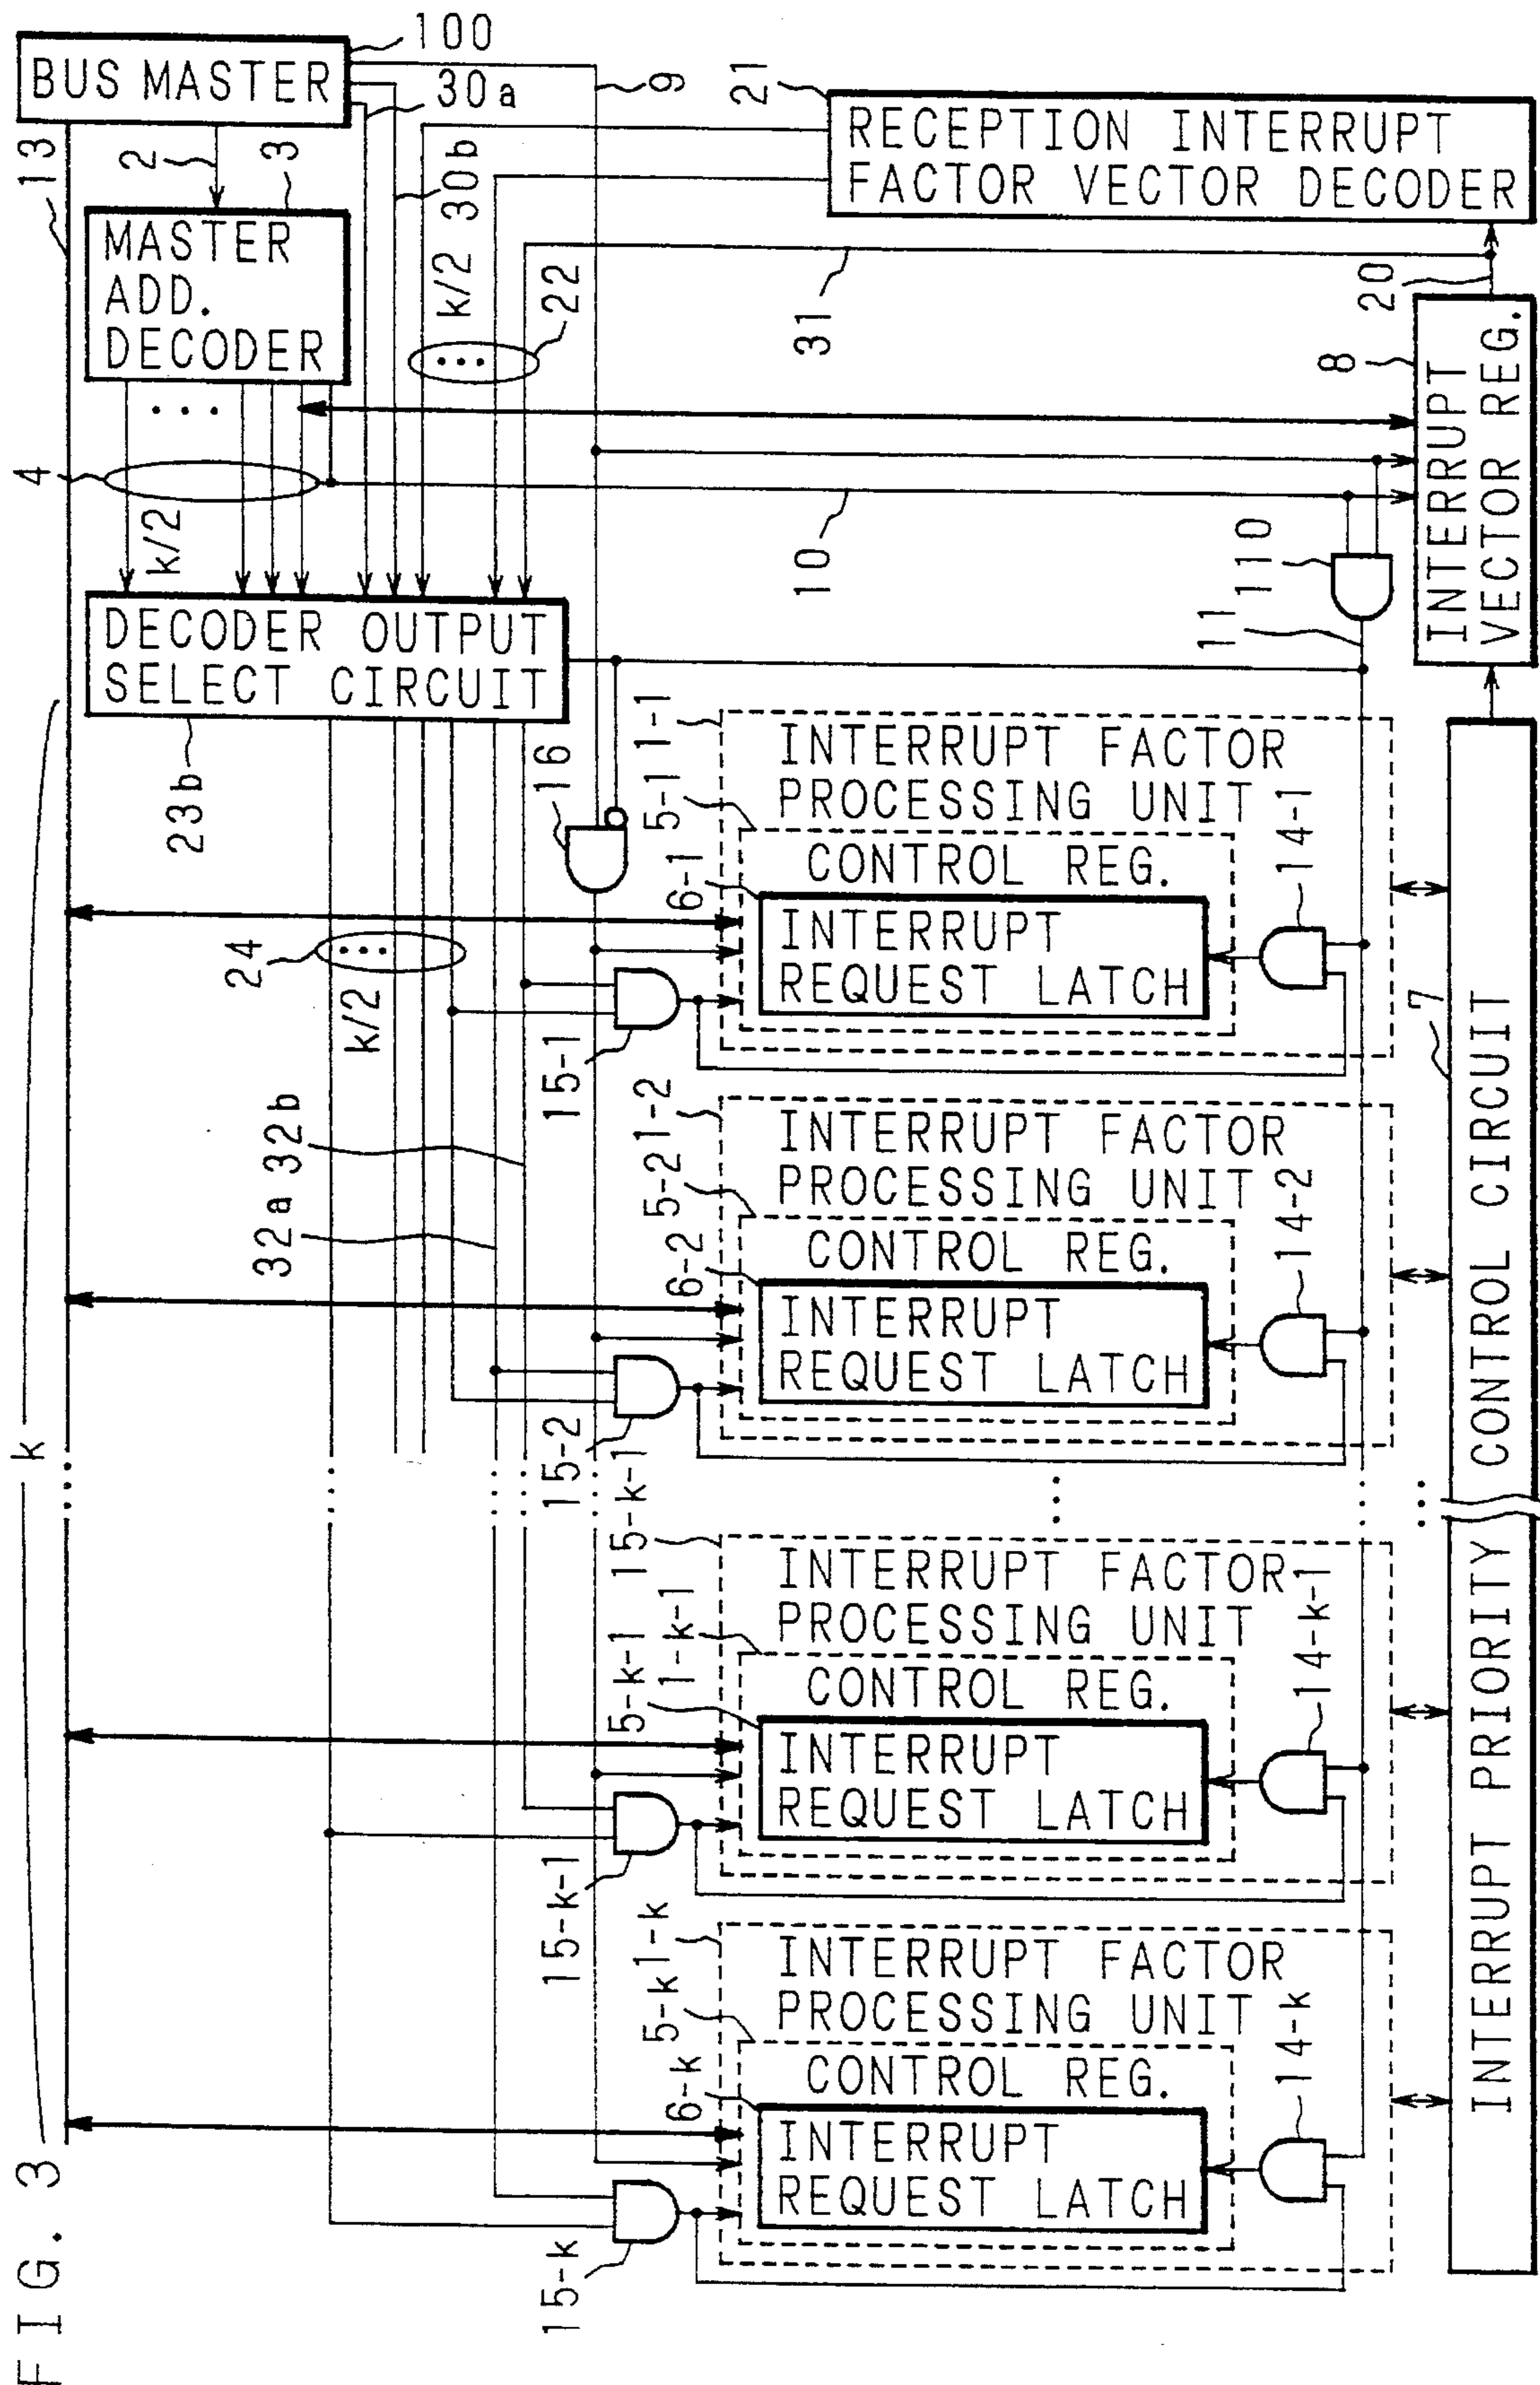 FIG. 3
BUS MASTER
100
30a
30b
9
13
2
3
MASTER
ADD.
DECODER
4
k/2
k/2
22
21
RECEPTION INTERRUPT
FACTOR VECTOR DECODER
31
20
8
INTERRUPT
VECTOR REG.
10
110
11
DECODER OUTPUT
SELECT CIRCUIT
23b
16
k
24
k/2
32a
32b
1-1
INTERRUPT FACTOR
PROCESSING UNIT
5-1
CONTROL REG.
6-1
INTERRUPT
REQUEST LATCH
14-1
15-1
1-2
INTERRUPT FACTOR
PROCESSING UNIT
5-2
CONTROL REG.
6-2
INTERRUPT
REQUEST LATCH
14-2
15-2
15-k-1
INTERRUPT FACTOR
PROCESSING UNIT
1-k-1
CONTROL REG.
5-k-1
INTERRUPT
REQUEST LATCH
14-k-1
15-k-1
1-k
INTERRUPT FACTOR
PROCESSING UNIT
5-k
CONTROL REG.
6-k
INTERRUPT
REQUEST LATCH
14-k
15-k
7
INTERRUPT PRIORITY CONTROL CIRCUIT